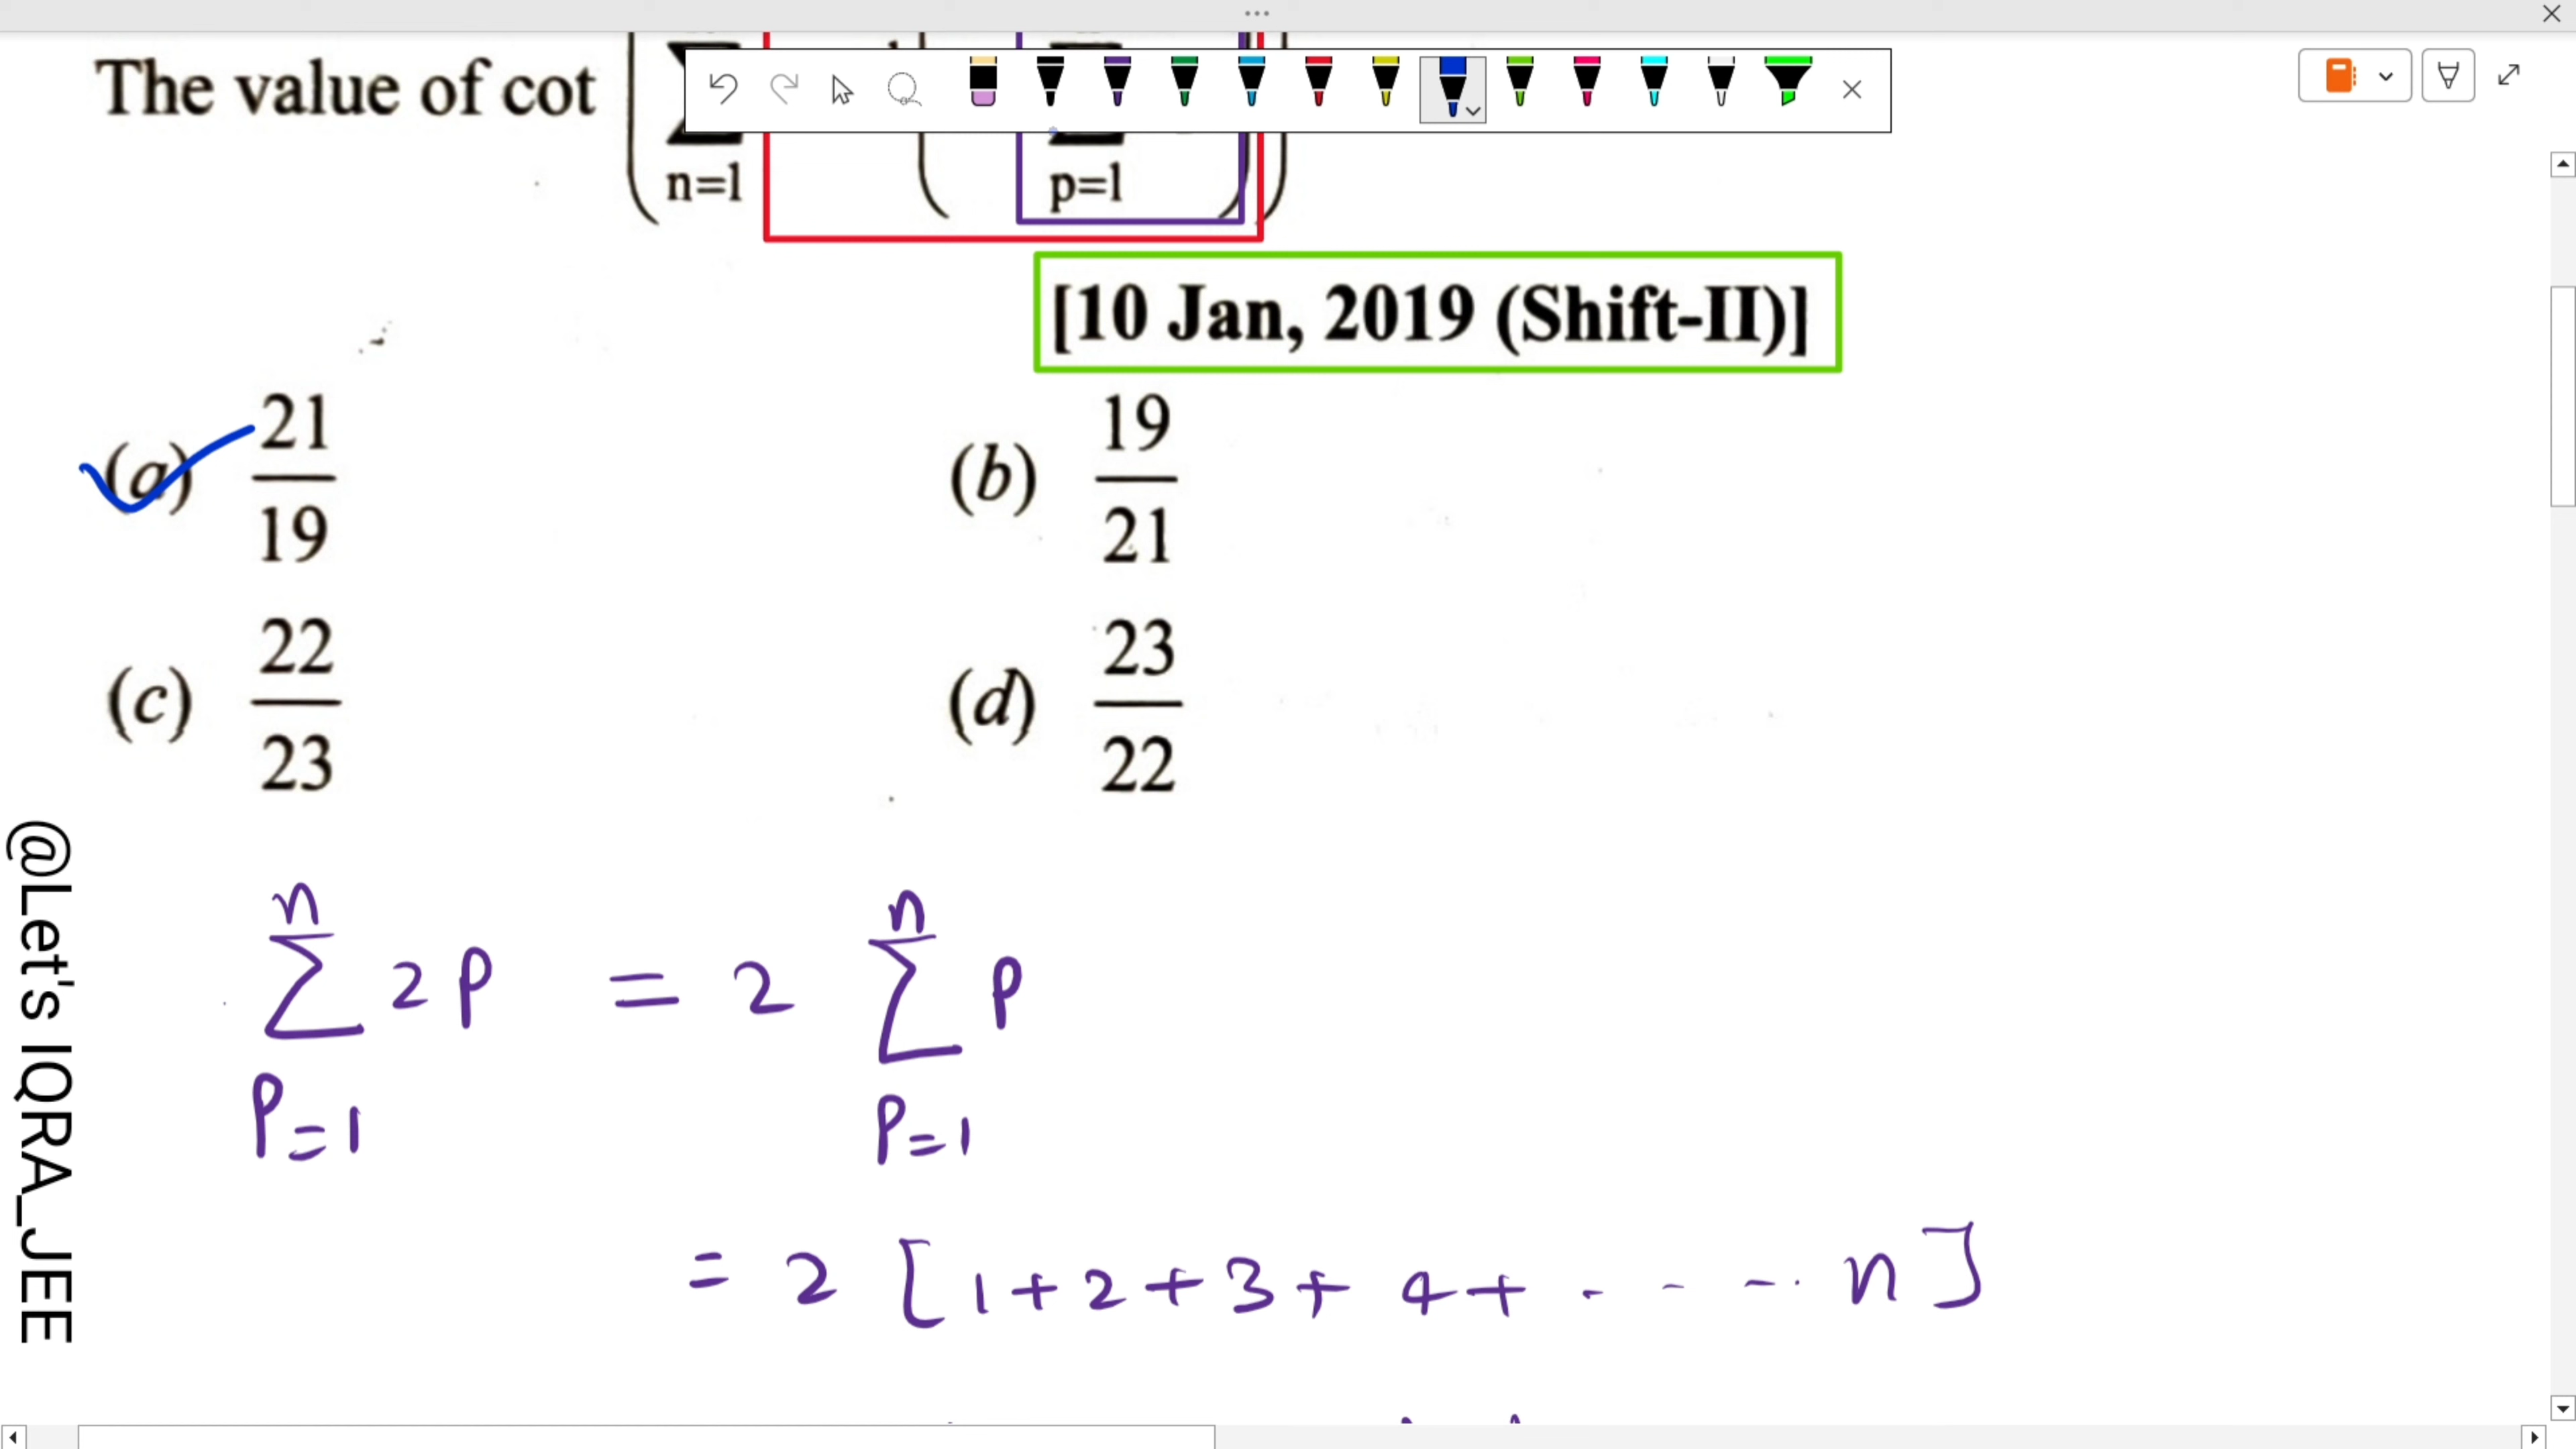 The value of cot
n=1
p=1
[10 Jan, 2019 (Shift-II)]
(a) 21/19
(b) 19/21
(c) 22/23
(d) 23/22
n n
∑ 2P = 2 ∑ P
P=1 P=1
= 2 [1+2+3+4+ . - -. n]
@Let's IQRA_JEE